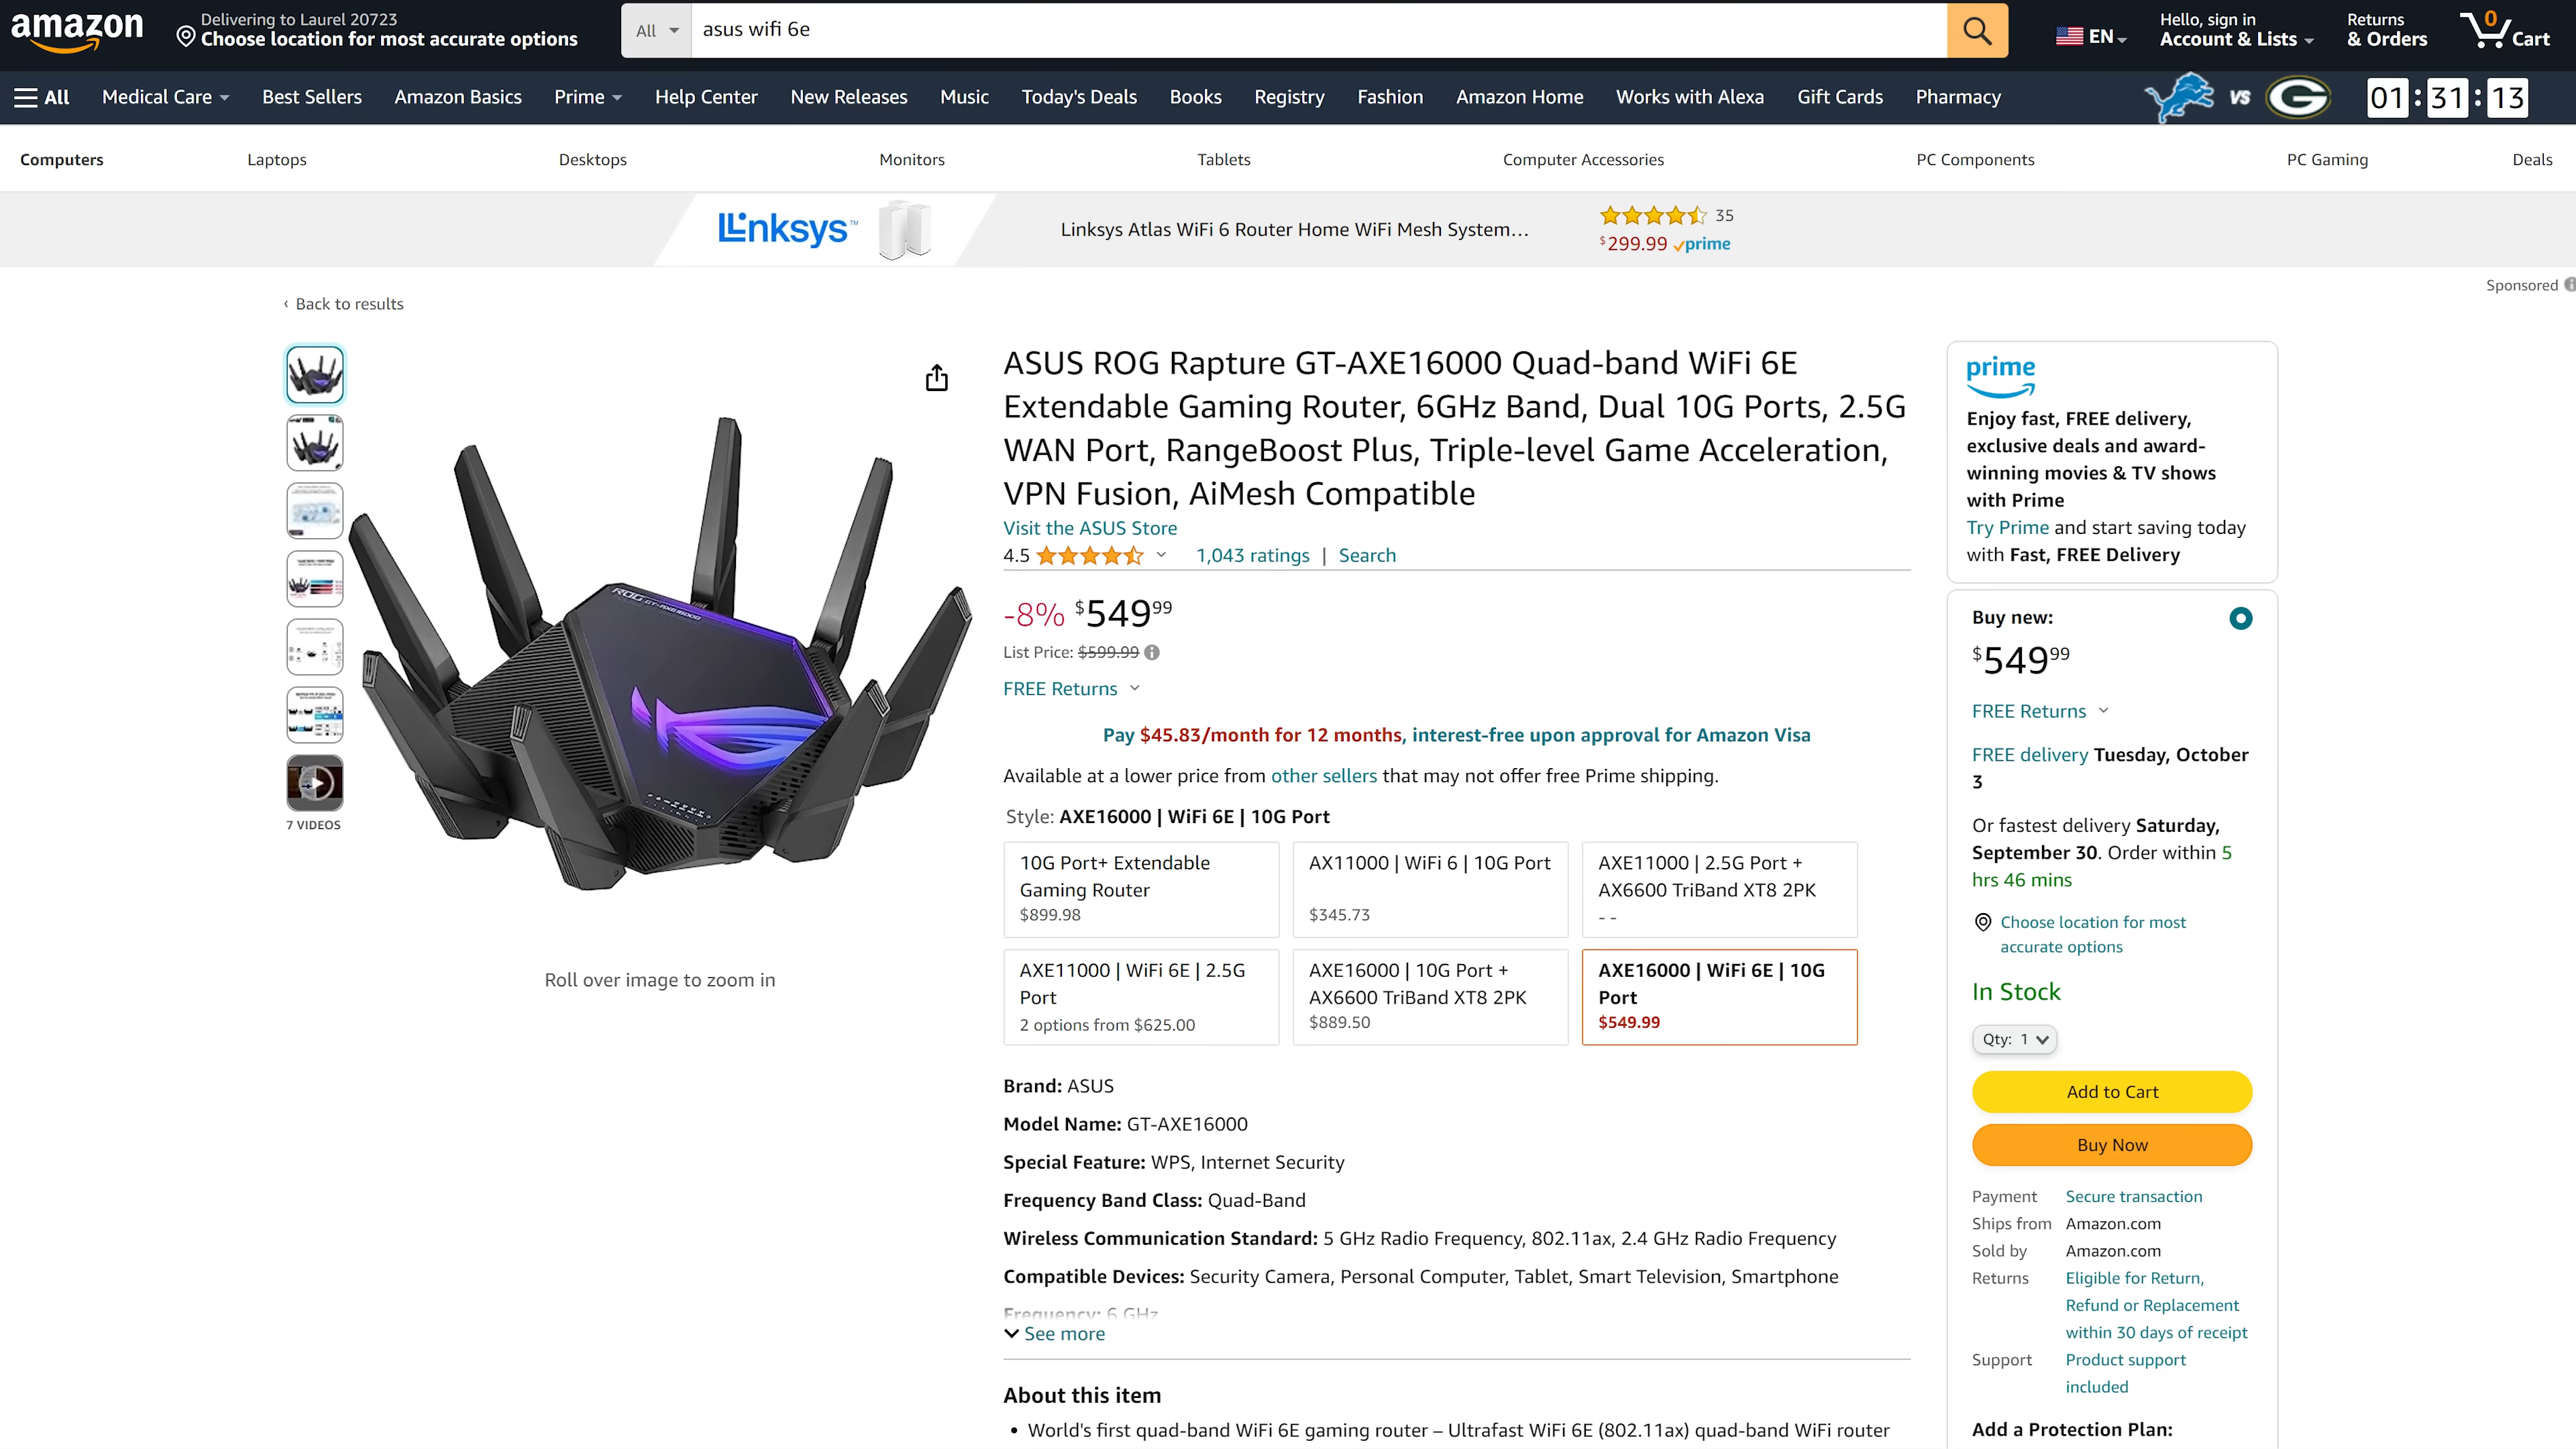 amazon
Delivering to Laurel 20723
Choose location for most accurate options
All
asus wifi 6e
EN
Hello, sign in
Account & Lists
Returns
& Orders
0
Cart
All
Medical Care
Best Sellers
Amazon Basics
Prime
Help Center
New Releases
Music
Today's Deals
Books
Registry
Fashion
Amazon Home
Works with Alexa
Gift Cards
Pharmacy
VS
G
01:31:13
Computers
Laptops
Desktops
Monitors
Tablets
Computer Accessories
PC Components
PC Gaming
Deals
Linksys™
Linksys Atlas WiFi 6 Router Home WiFi Mesh System...
35
$299.99 prime
Sponsored
‹ Back to results
7 VIDEOS
ROG GT-AXE16000
Roll over image to zoom in
ASUS ROG Rapture GT-AXE16000 Quad-band WiFi 6E
Extendable Gaming Router, 6GHz Band, Dual 10G Ports, 2.5G
WAN Port, RangeBoost Plus, Triple-level Game Acceleration,
VPN Fusion, AiMesh Compatible
Visit the ASUS Store
4.5
1,043 ratings | Search
-8% $549 99
List Price: $599.99
FREE Returns
Pay $45.83/month for 12 months, interest-free upon approval for Amazon Visa
Available at a lower price from other sellers that may not offer free Prime shipping.
Style: AXE16000 | WiFi 6E | 10G Port
10G Port+ Extendable
Gaming Router
$899.98
AX11000 | WiFi 6 | 10G Port
$345.73
AXE11000 | 2.5G Port +
AX6600 TriBand XT8 2PK
- -
AXE11000 | WiFi 6E | 2.5G
Port
2 options from $625.00
AXE16000 | 10G Port +
AX6600 TriBand XT8 2PK
$889.50
AXE16000 | WiFi 6E | 10G
Port
$549.99
Brand: ASUS
Model Name: GT-AXE16000
Special Feature: WPS, Internet Security
Frequency Band Class: Quad-Band
Wireless Communication Standard: 5 GHz Radio Frequency, 802.11ax, 2.4 GHz Radio Frequency
Compatible Devices: Security Camera, Personal Computer, Tablet, Smart Television, Smartphone
Frequency: 6 GHz
See more
About this item
• World's first quad-band WiFi 6E gaming router – Ultrafast WiFi 6E (802.11ax) quad-band WiFi router
prime
Enjoy fast, FREE delivery,
exclusive deals and award-
winning movies & TV shows
with Prime
Try Prime and start saving today
with Fast, FREE Delivery
Buy new:
$549 99
FREE Returns
FREE delivery Tuesday, October
3
Or fastest delivery Saturday,
September 30. Order within 5
hrs 46 mins
Choose location for most
accurate options
In Stock
Qty: 1
Add to Cart
Buy Now
Payment Secure transaction
Ships from Amazon.com
Sold by Amazon.com
Returns Eligible for Return,
Refund or Replacement
within 30 days of receipt
Support Product support
included
Add a Protection Plan: